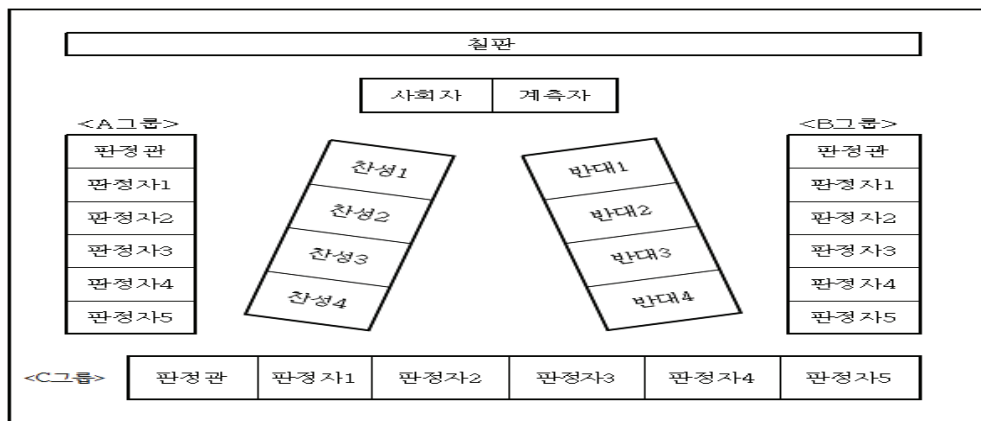 칠판
사회자 계측자
<A그룹> <B그룹>
판정관 찬성1 반대1 판정관
판정자1 찬성2 반대2 판정자1
판정자2 찬성3 반대3 판정자2
판정자3 찬성4 반대4 판정자3
판정자4 판정자4
판정자5 판정자5
<C그룹> 판정관 판정자1 판정자2 판정자3 판정자4 판정자5